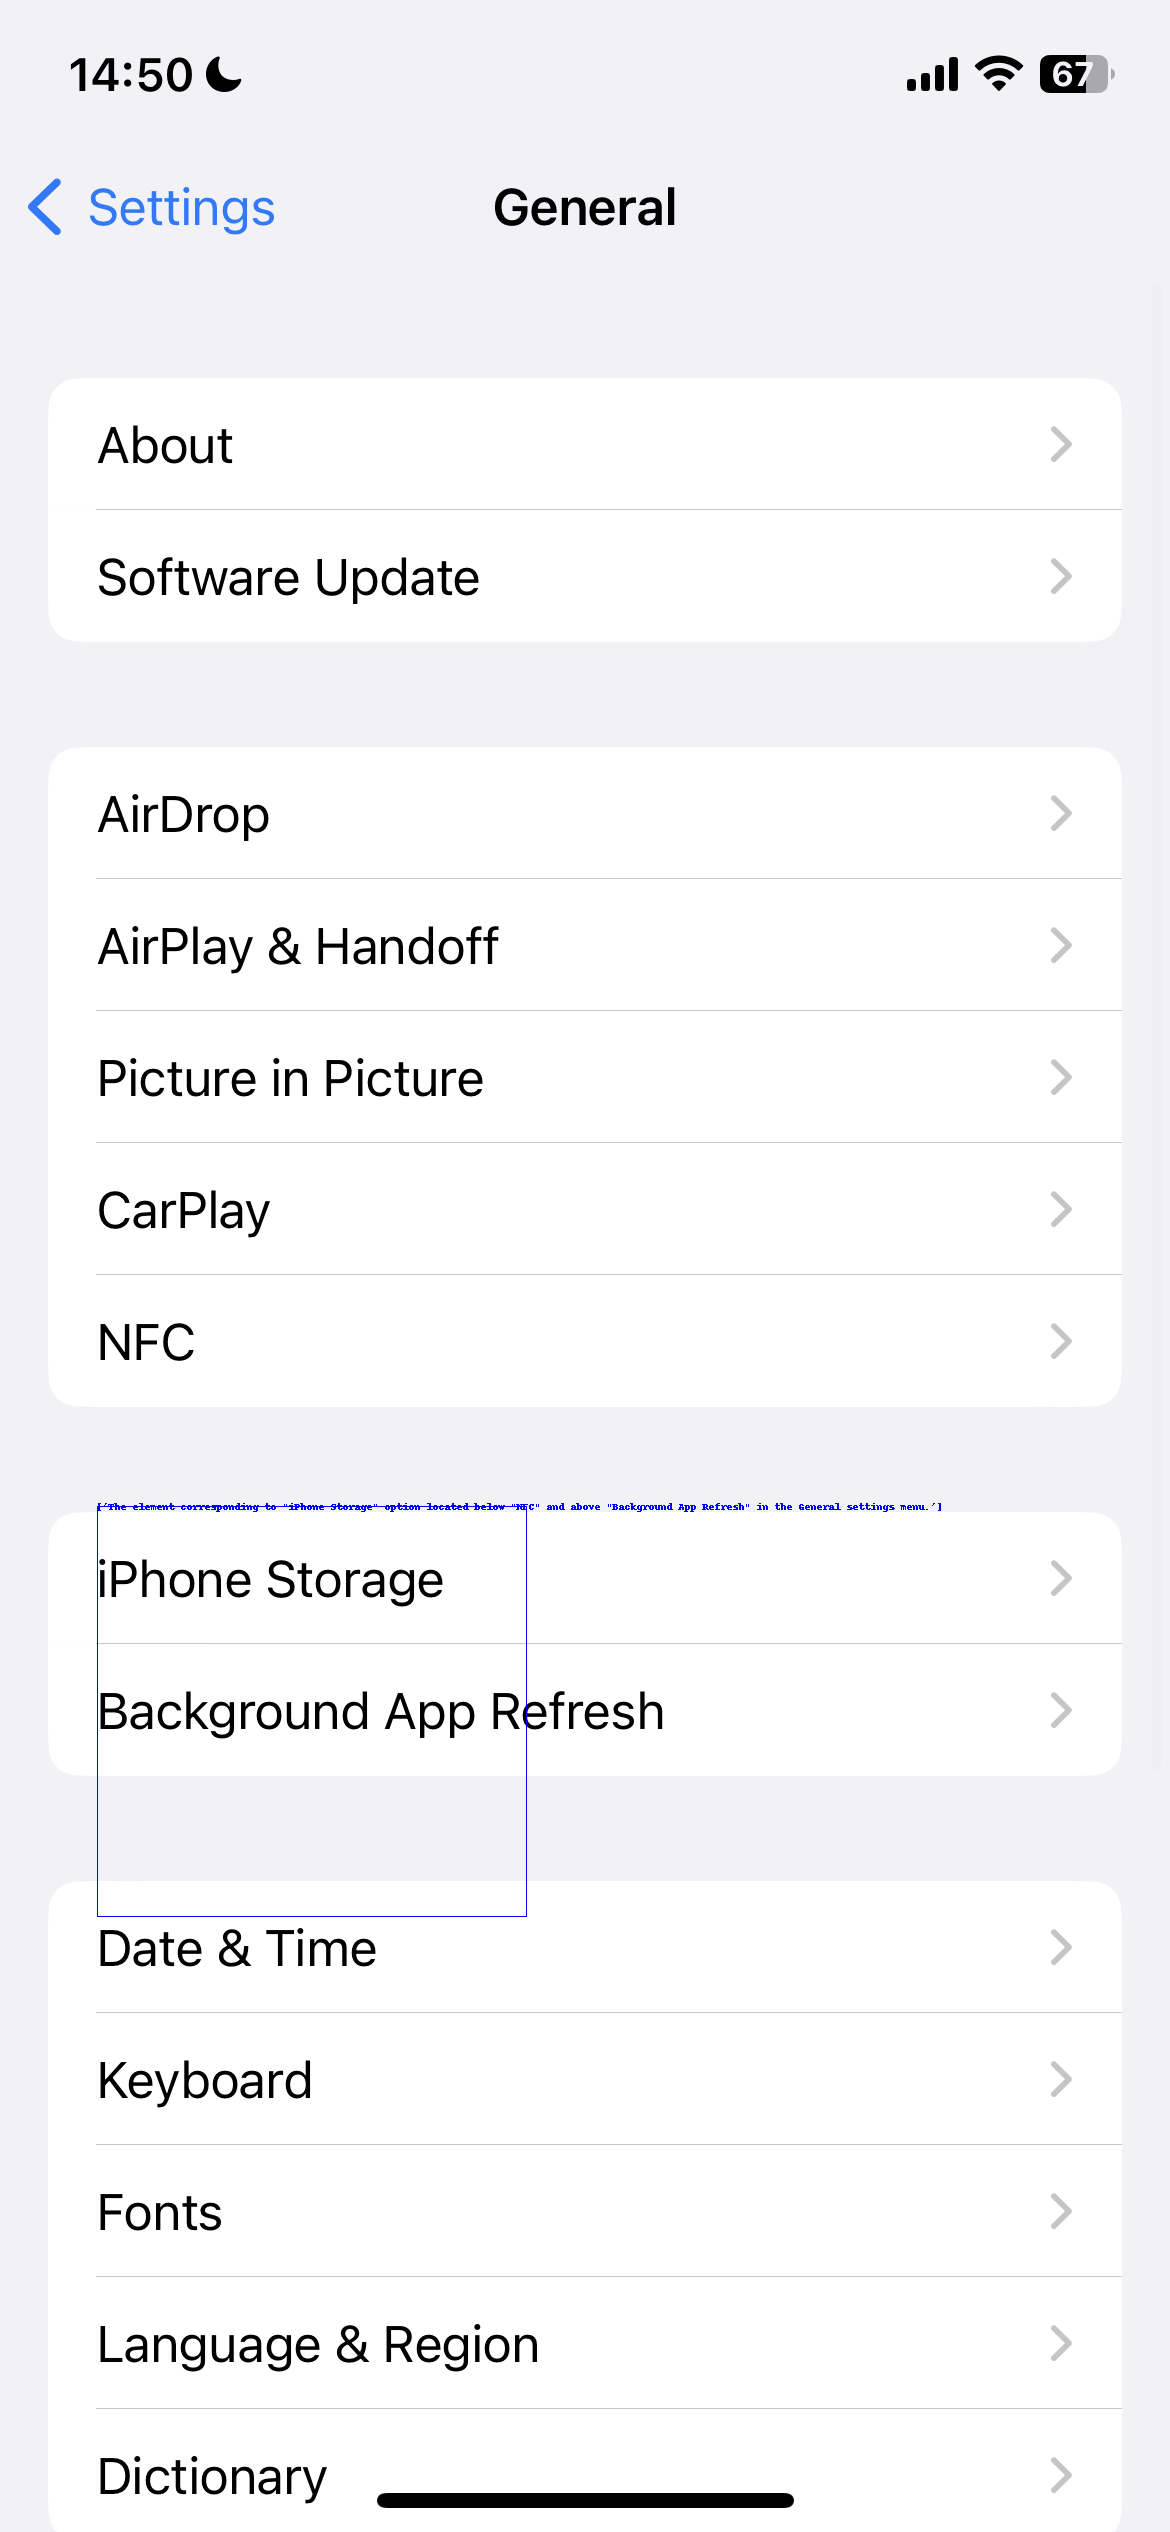 14:50
67
Settings
General
About
Software Update
AirDrop
AirPlay & Handoff
Picture in Picture
CarPlay
NFC
['The element corresponding to "iPhone Storage" option located below "NFC" and above "Background App Refresh" in the General settings menu.']
iPhone Storage
Background App Refresh
Date & Time
Keyboard
Fonts
Language & Region
Dictionary